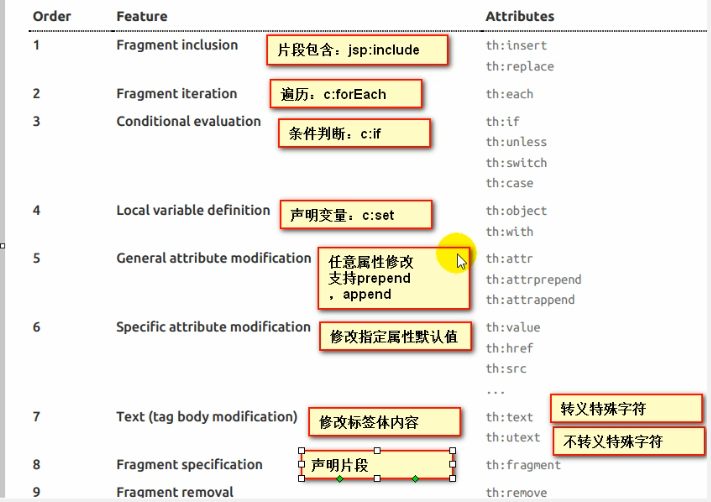 Order Feature Attributes
1 Fragment inclusion 片段包含：jsp:include th:insert
th:replace
2 Fragment iteration 遍历：c:forEach th:each
3 Conditional evaluation 条件判断：c:if th:if
th:unless
th:switch
th:case
4 Local variable definition 声明变量：c:set th:object
th:with
5 General attribute modification 任意属性修改 th:attr
支持prepend th:attrprepend
，append th:attrappend
6 Specific attribute modification 修改指定属性默认值 th:value
th:href
th:src
...
7 Text (tag body modification) 修改标签体内容 th:text 转义特殊字符
th:utext 不转义特殊字符
8 Fragment specification 声明片段 th:fragment
9 Fragment removal th:remove